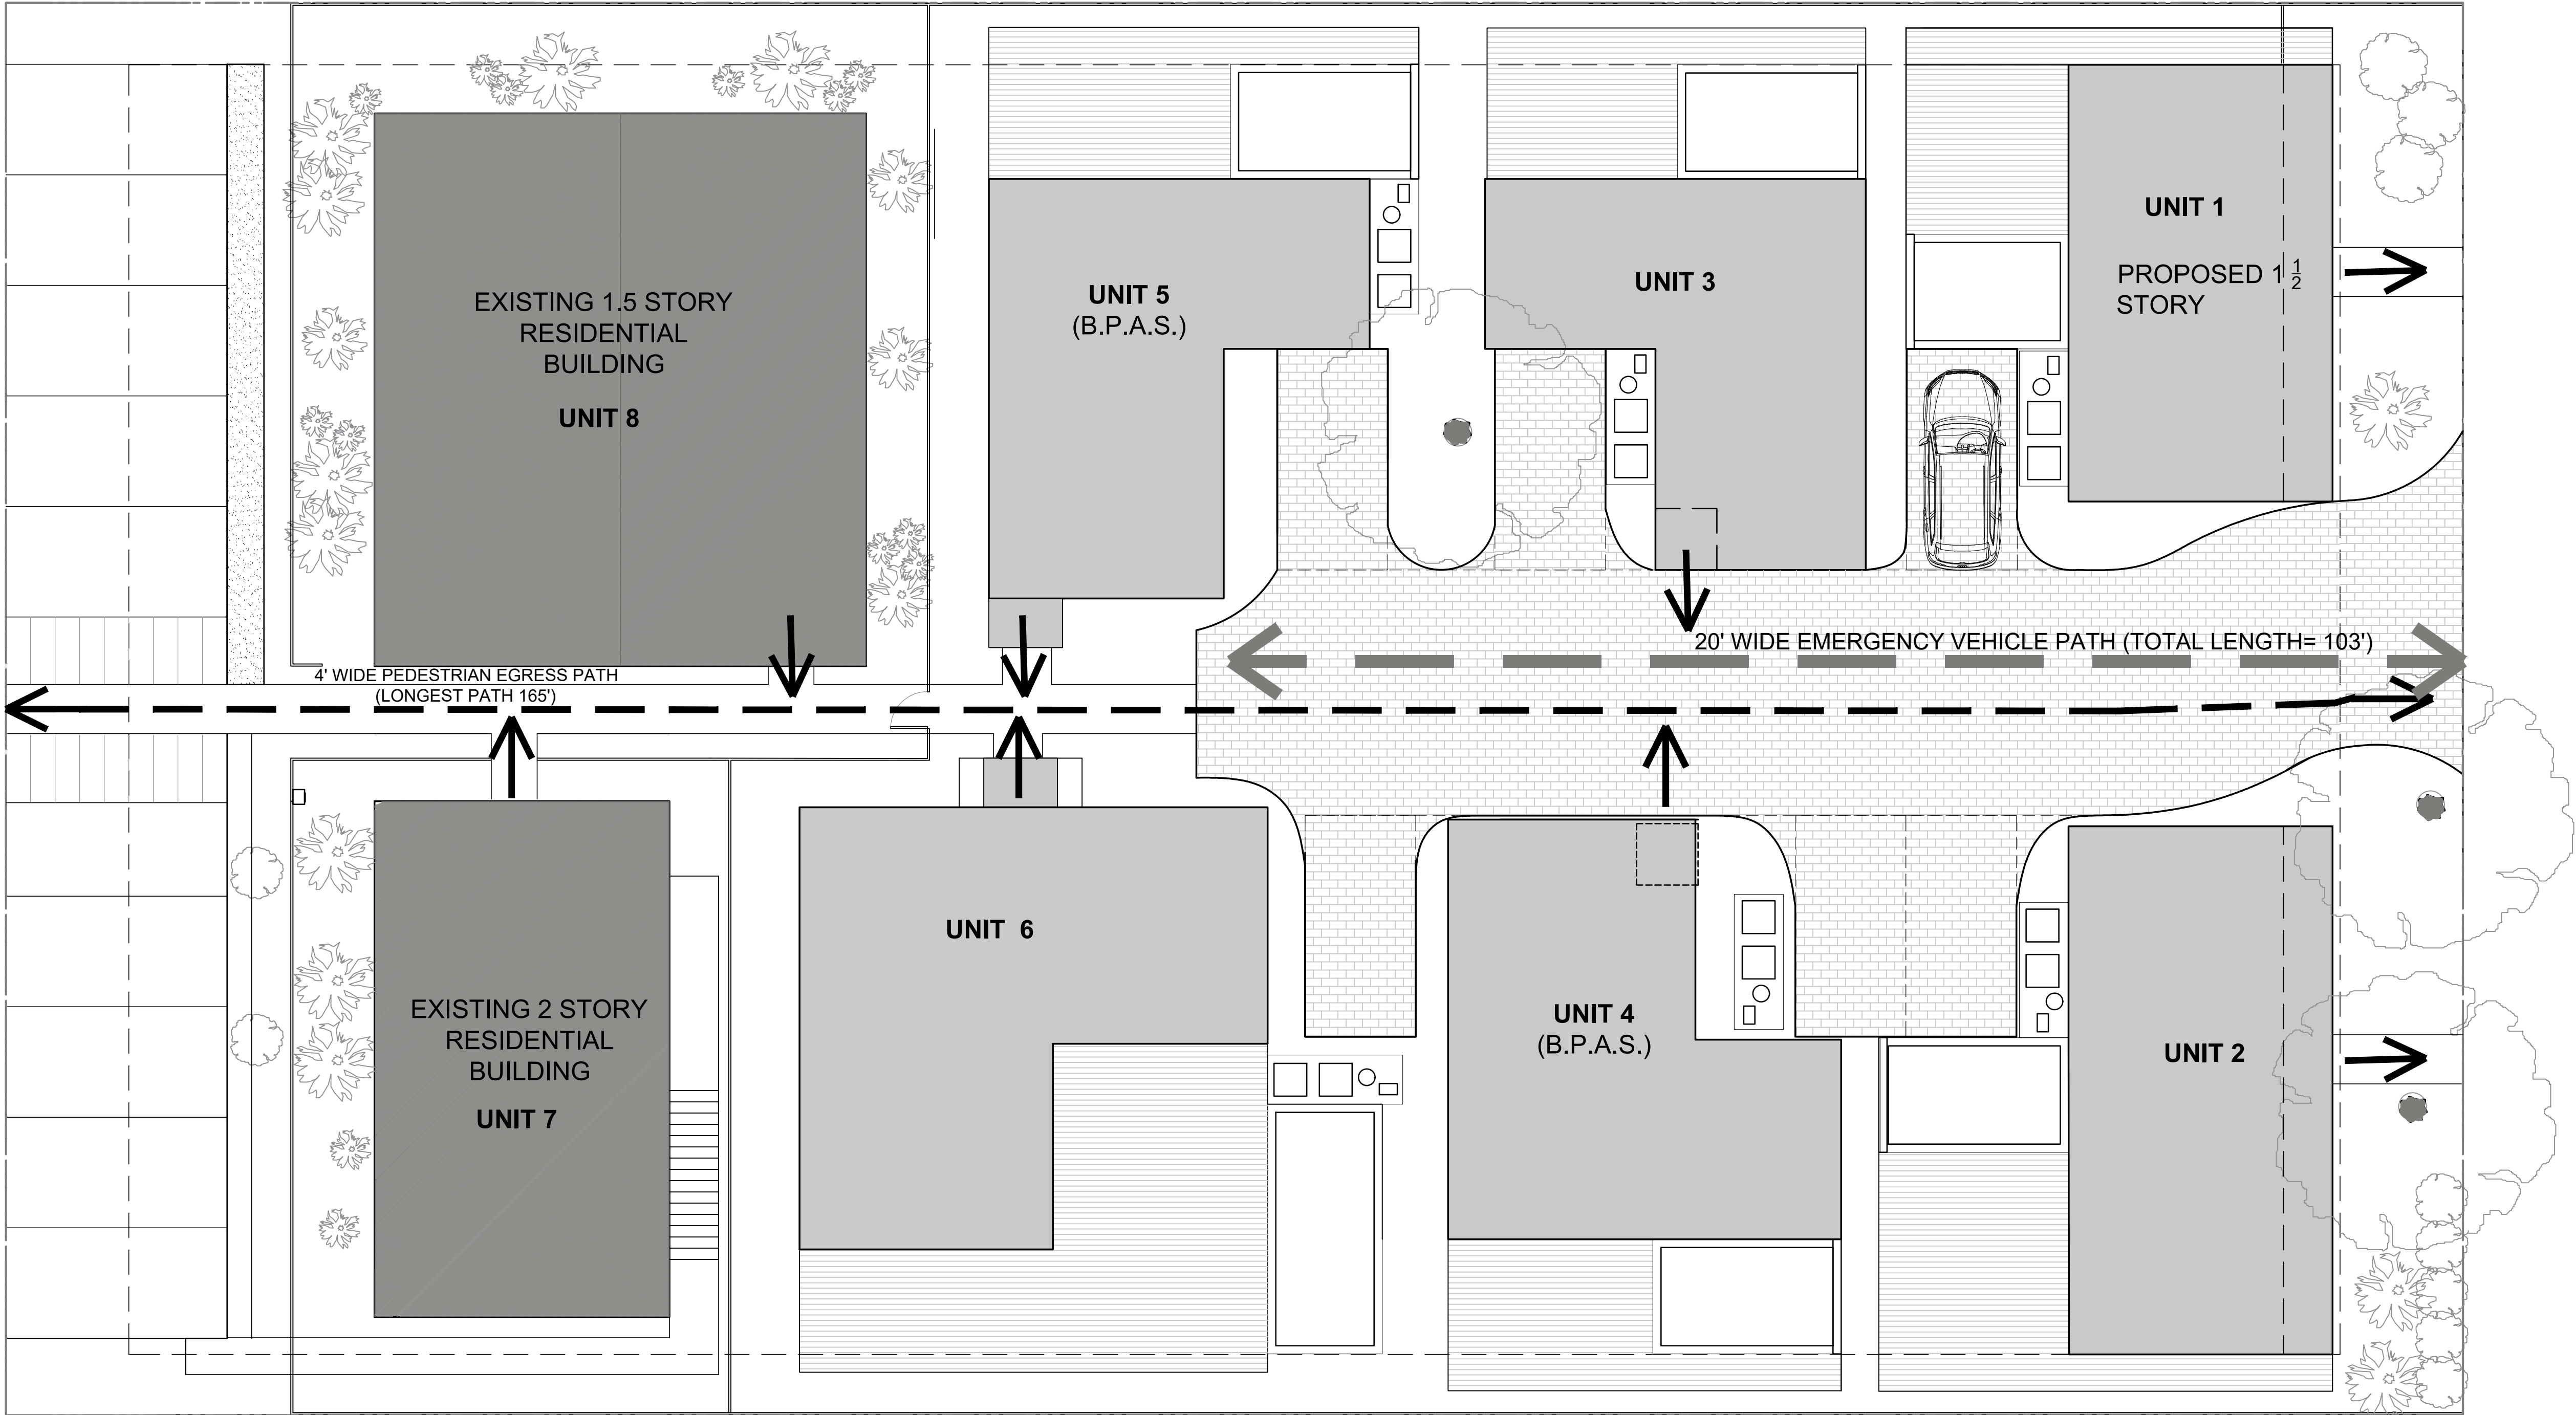 UNIT 1
PROPOSED 1 1/2
STORY
UNIT 3
UNIT 5
(B.P.A.S.)
EXISTING 1.5 STORY
RESIDENTIAL
BUILDING
UNIT 8
20' WIDE EMERGENCY VEHICLE PATH (TOTAL LENGTH= 103')
4' WIDE PEDESTRIAN EGRESS PATH
(LONGEST PATH 165')
UNIT 6
EXISTING 2 STORY
RESIDENTIAL
BUILDING
UNIT 7
UNIT 4
(B.P.A.S.)
UNIT 2